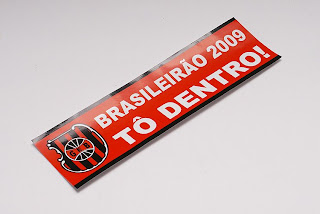 BRASILEIRÃO 2009
TÔ DENTRO!